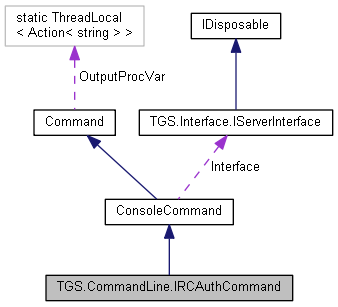 static ThreadLocal
< Action< string > >
IDisposable
OutputProcVar
Command
TGS.Interface.IServerInterface
Interface
ConsoleCommand
TGS.CommandLine.IRCAuthCommand